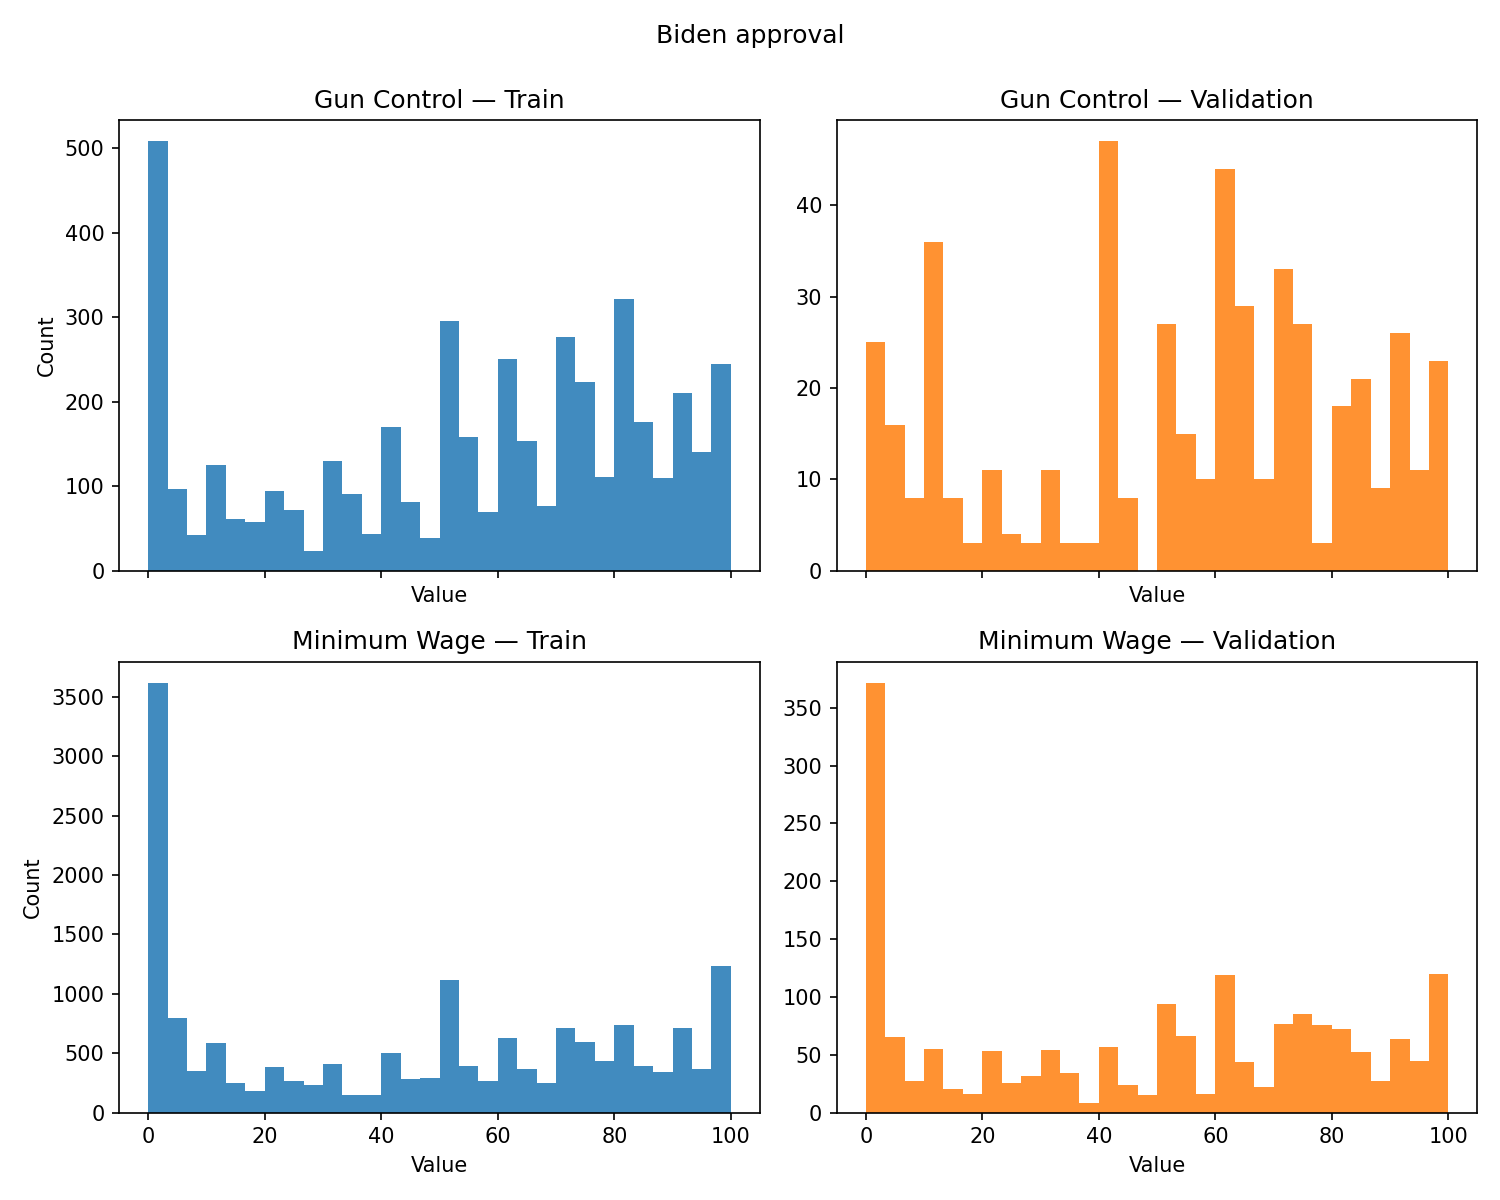 Biden approval
Gun Control — Train
Gun Control — Validation
500
400
300
200
100
0
Count
Value
40
30
20
10
0
Value
Minimum Wage — Train
Minimum Wage — Validation
3500
3000
2500
2000
1500
1000
500
0
Count
0 20 40 60 80 100
Value
350
300
250
200
150
100
50
0
0 20 40 60 80 100
Value